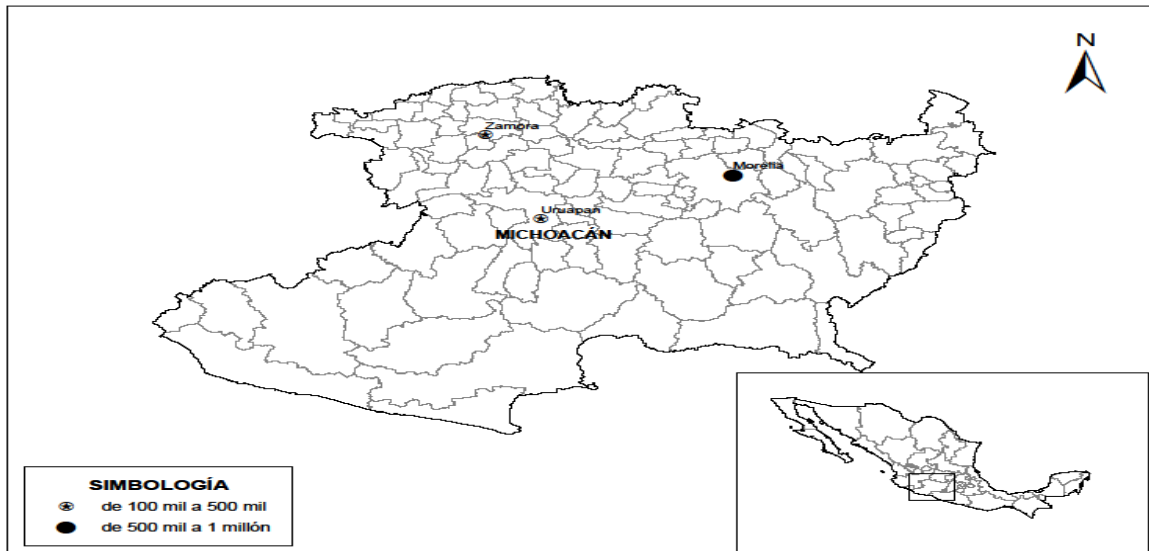 N
Zamora
Morelia
Uruapan
MICHOACÁN
SIMBOLOGÍA
de 100 mil a 500 mil
de 500 mil a 1 millón